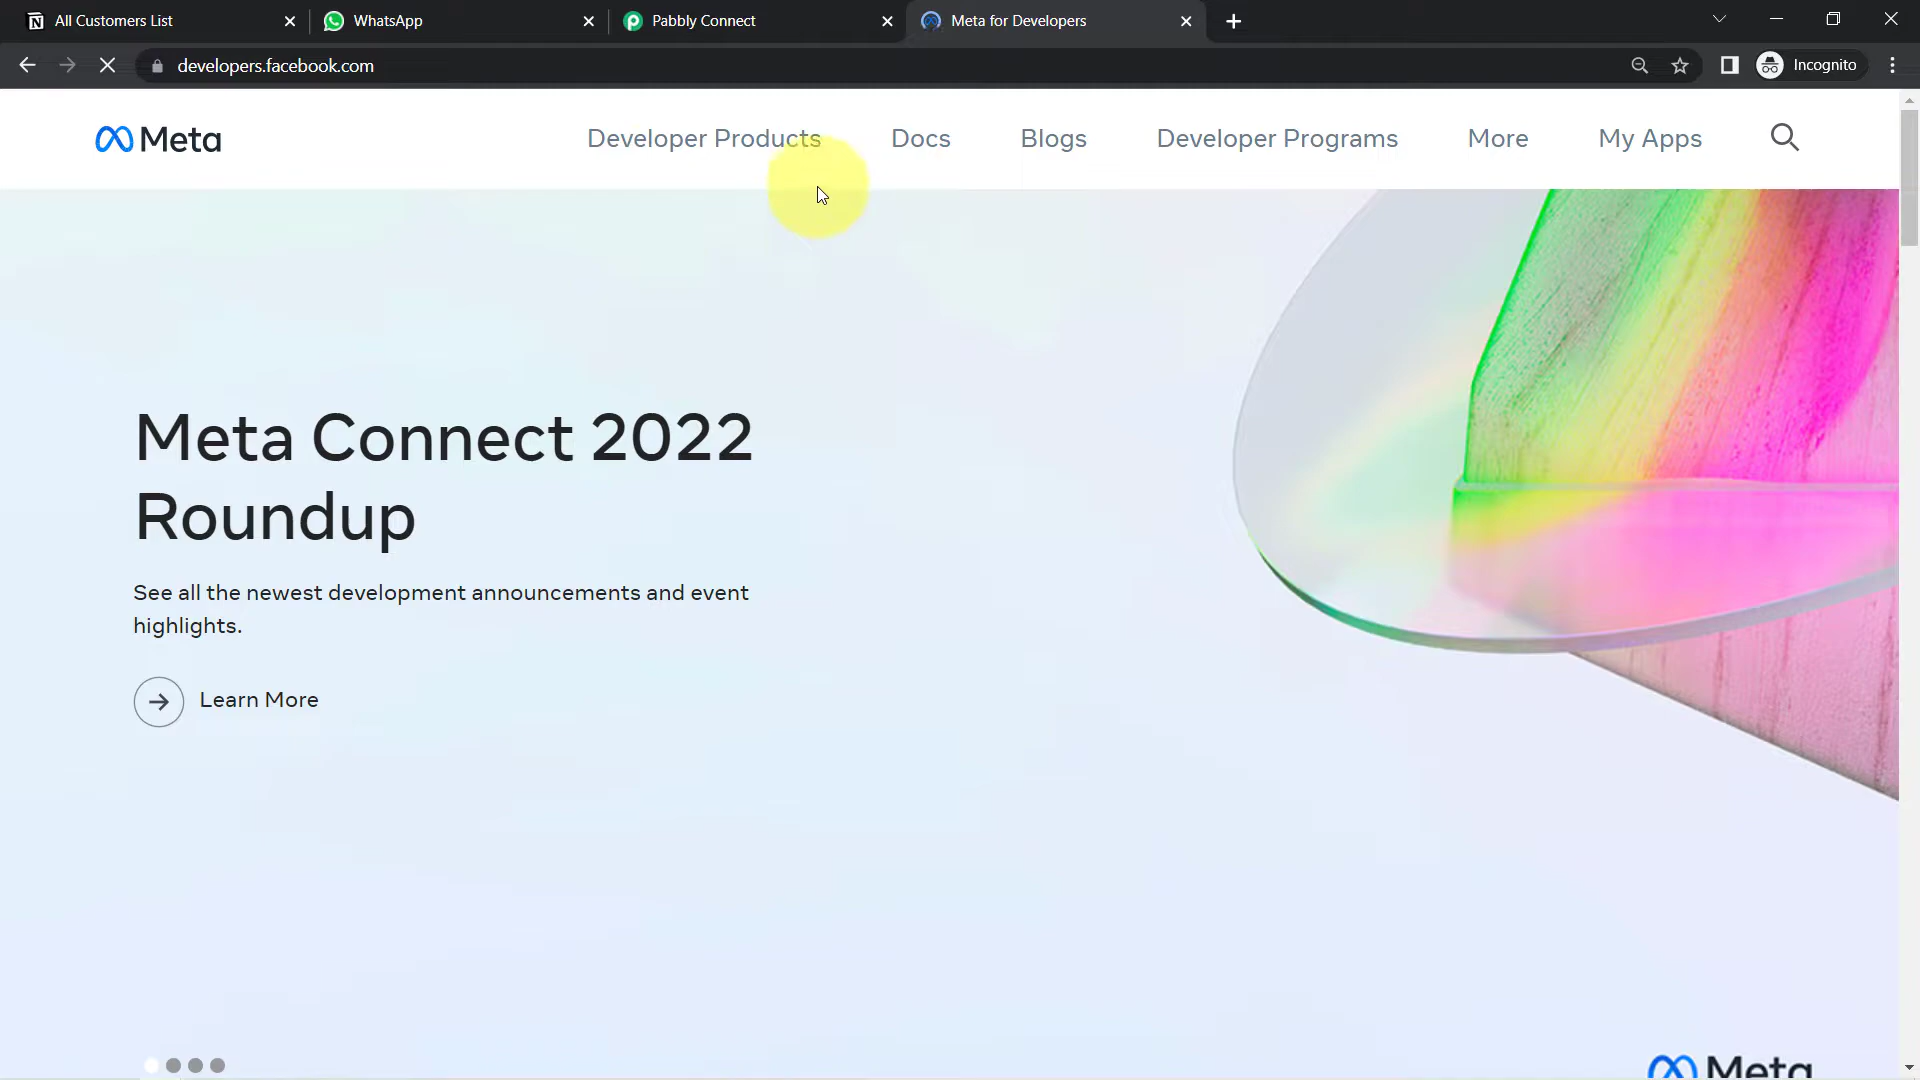 All Customers List
WhatsApp
Pabbly Connect
Meta for Developers
developers.facebook.com
Incognito
Meta
Developer Products
Docs
Blogs
Developer Programs
More
My Apps
Meta Connect 2022
Roundup
See all the newest development announcements and event
highlights.
Learn More
Meta